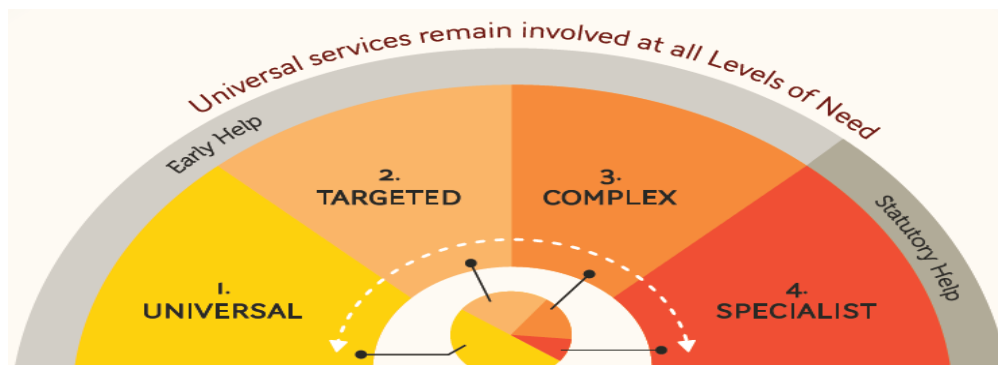 Universal services remain involved at all Levels of Need
Early Help
2.
TARGETED
3.
COMPLEX
Statutory Help
1.
UNIVERSAL
4.
SPECIALIST